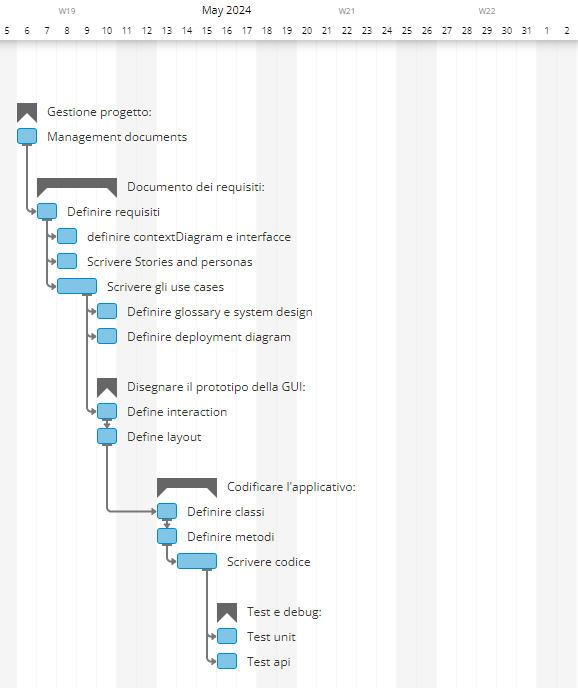 W19 May 2024 W21 W22
5 6 7 8 9 10 11 12 13 14 15 16 17 18 19 20 21 22 23 24 25 26 27 28 29 30 31 1 2
Gestione progetto:
Management documents
Documento dei requisiti:
Definire requisiti
definire contextDiagram e interfacce
Scrivere Stories and personas
Scrivere gli use cases
Definire glossary e system design
Definire deployment diagram
Disegnare il prototipo della GUI:
Define interaction
Define layout
Codificare l'applicativo:
Definire classi
Definire metodi
Scrivere codice
Test e debug:
Test unit
Test api